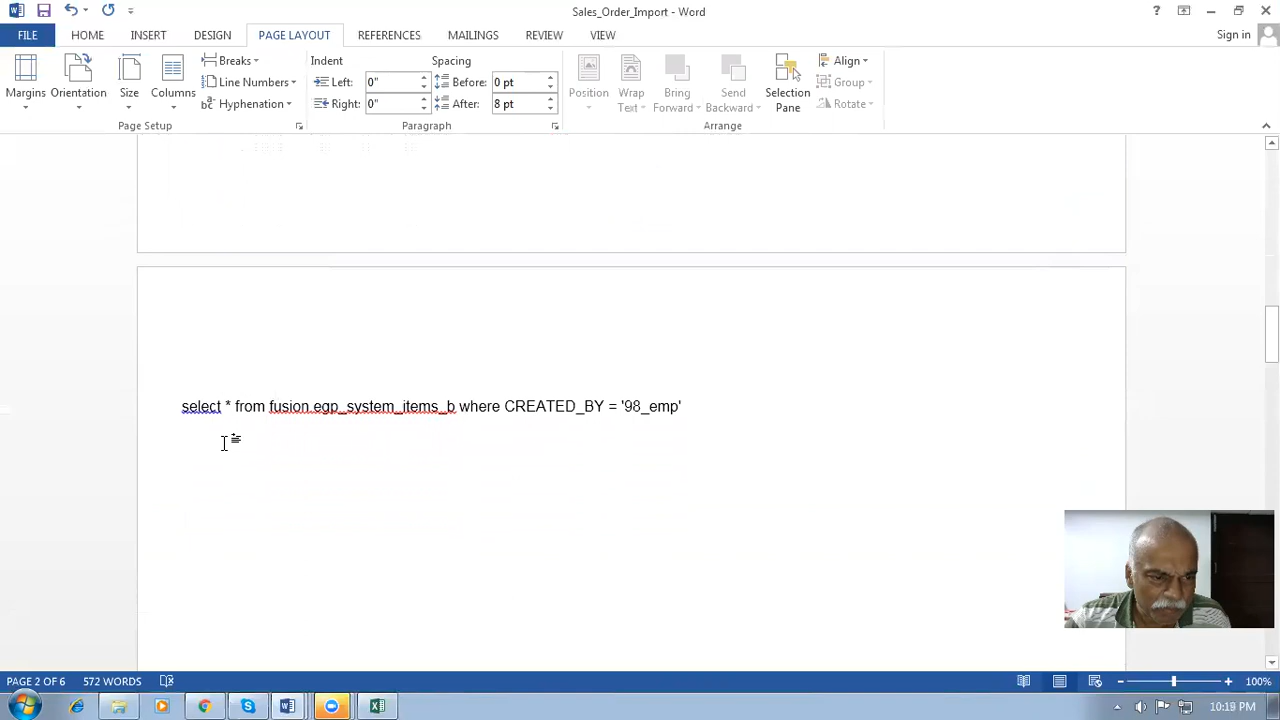 Sales_Order_Import - Word
?
FILE
HOME
INSERT
DESIGN
PAGE LAYOUT
REFERENCES
MAILINGS
REVIEW
VIEW
Sign in
Margins
Orientation
Size
Columns
Breaks
Line Numbers
Hyphenation
Page Setup
Indent
Left: 0"
Right: 0"
Spacing
Before: 0 pt
After: 8 pt
Paragraph
Position
Wrap Text
Bring Forward
Send Backward
Selection Pane
Align
Group
Rotate
Arrange
select * from fusion.egp_system_items_b where CREATED_BY = '98_emp'
PAGE 2 OF 6
572 WORDS
100%
10:19 PM